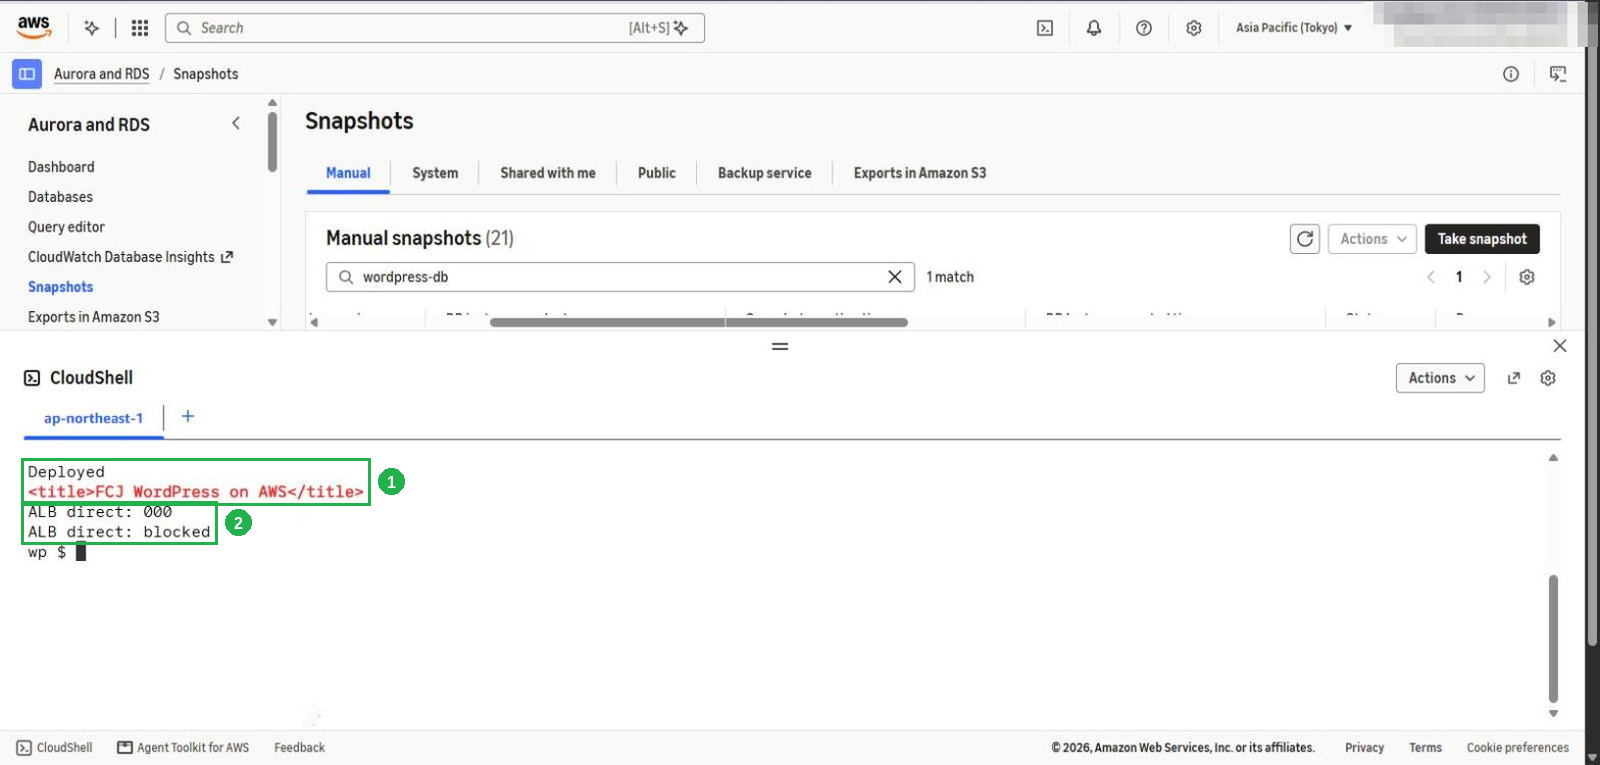 aws
Search
[Alt+S]
Asia Pacific (Tokyo)
Aurora and RDS / Snapshots
Aurora and RDS
Dashboard
Databases
Query editor
CloudWatch Database Insights
Snapshots
Exports in Amazon S3
Snapshots
Manual
System
Shared with me
Public
Backup service
Exports in Amazon S3
Manual snapshots (21)
Actions
Take snapshot
wordpress-db
1 match
1
CloudShell
Actions
ap-northeast-1
+
Deployed
<title>FCJ WordPress on AWS</title>
1
ALB direct: 000
ALB direct: blocked
2
wp $
CloudShell
Agent Toolkit for AWS
Feedback
© 2026, Amazon Web Services, Inc. or its affiliates.
Privacy
Terms
Cookie preferences